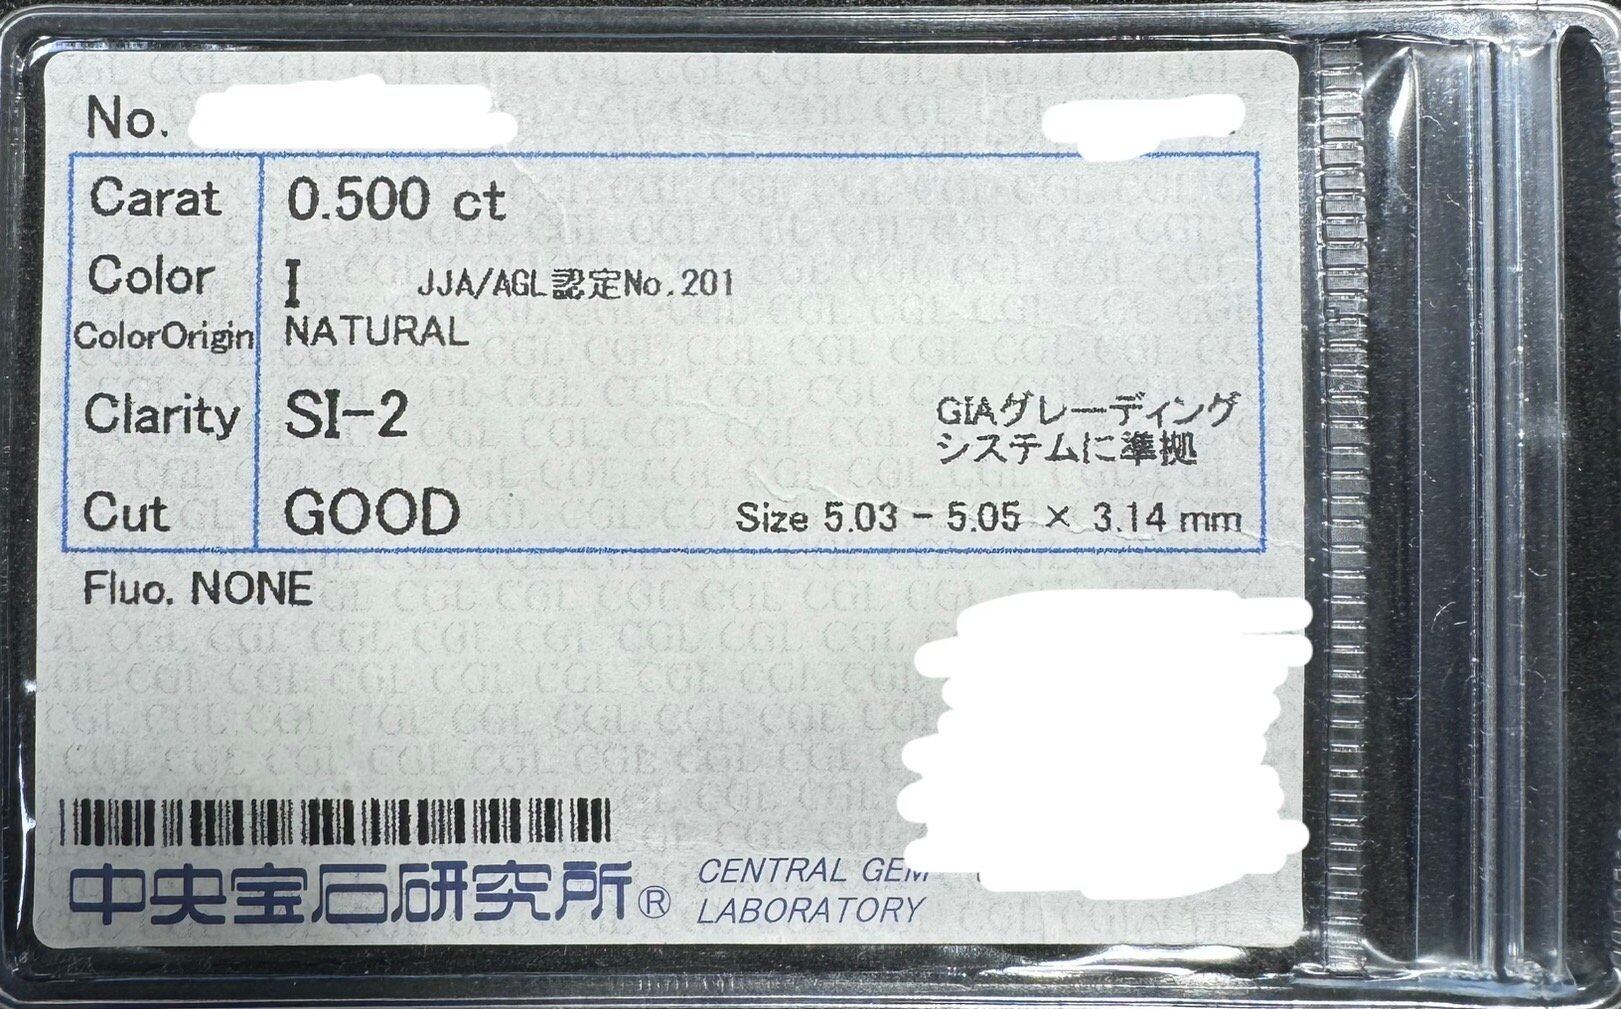 No.
Carat 0.500 ct
Color I JJA/AGL認定No.201
ColorOrigin NATURAL
Clarity SI-2
GIAグレーディング
システムに準拠
Cut GOOD Size 5.03 - 5.05 × 3.14 mm
Fluo. NONE
中央宝石研究所® CENTRAL GEM
LABORATORY